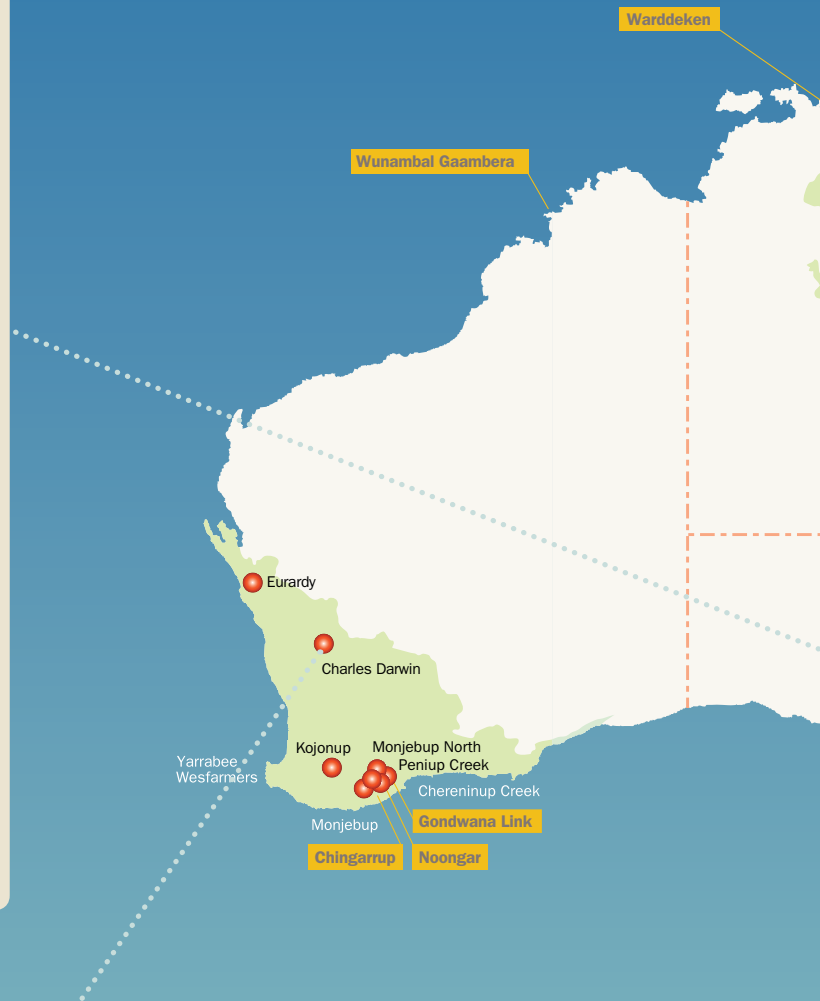 Warddeken
Wunambal Gaambera
Eurardy
Charles Darwin
Kojonup
Monjebup North
Peniup Creek
Yarrabee
Wesfarmers
Chereninup Creek
Monjebup
Gondwana Link
Chingarrup
Noongar